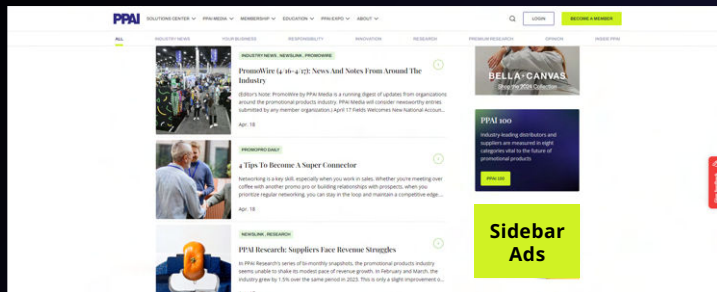 PPAI SOLUTIONS CENTER PPAI MEDIA MEMBERSHIP EDUCATION PPAI EXPO ABOUT LOGIN BECOME A MEMBER
ALL INDUSTRY NEWS YOUR BUSINESS RESPONSIBILITY INNOVATION RESEARCH PREMIUM RESEARCH OPINION INSIDE PPAI
INDUSTRY NEWS, NEWSLINK, PROMOWIRE
PromoWire (4/16-4/17): News And Notes From Around The
Industry
(Editor's Note: PromoWire by PPAI Media is a running digest of updates from organizations
around the promotional products industry. PPAI Media will consider newsworthy entries
submitted by any member organization.) April 17 Fields Welcomes New National Account...
Apr. 18
PROMOPRO DAILY
4 Tips To Become A Super Connector
Networking is a key skill, especially when you work in sales. Whether you're meeting over
coffee with another promo pro or building relationships with prospects, when you
prioritize regular networking, you can stay in the loop and maintain a competitive edge....
Apr. 18
NEWSLINK, RESEARCH
PPAI Research: Suppliers Face Revenue Struggles
In PPAI Research's series of bi-monthly snapshots, the promotional products industry
seems unable to shake its modest pace of revenue growth. In February and March, the
industry grew by 1.5% over the same period in 2023. This is only a slight improvement o...
BELLA+CANVAS
Shop the 2024 Collection
PPAI 100
Industry-leading distributors and
suppliers are measured in eight
categories vital to the future of
promotional products
PPAI 100
Sidebar
Ads